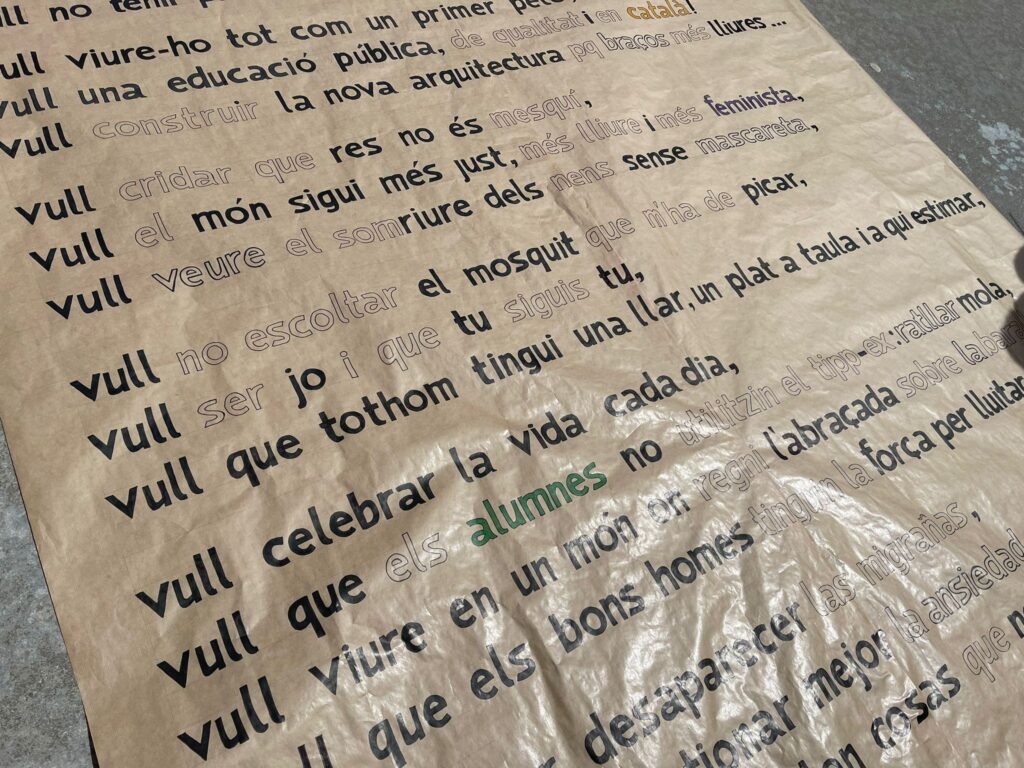 vull no tenir
vull viure-ho tot com un primer petó,
vull una educació pública, de qualitat i en català!
vull construir la nova arquitectura pq braços més lliures ...
vull cridar que res no és mesquí,
vull el món sigui més just, més lliure i més feminista,
vull veure el somriure dels nens sense mascareta,
vull no escoltar el mosquit que m'ha de picar,
vull ser jo i que tu siguis tu,
vull que tothom tingui una llar, un plat a taula i a qui estimar,
vull celebrar la vida cada dia,
vull que els alumnes no utilitzin el tipp-ex: ratllar mola,
vull viure en un món on regni l'abraçada sobre
vull que els bons homes tinguin la força per lluitar
desaparecer las migrañas,
mejor la ansiedad
cosas que